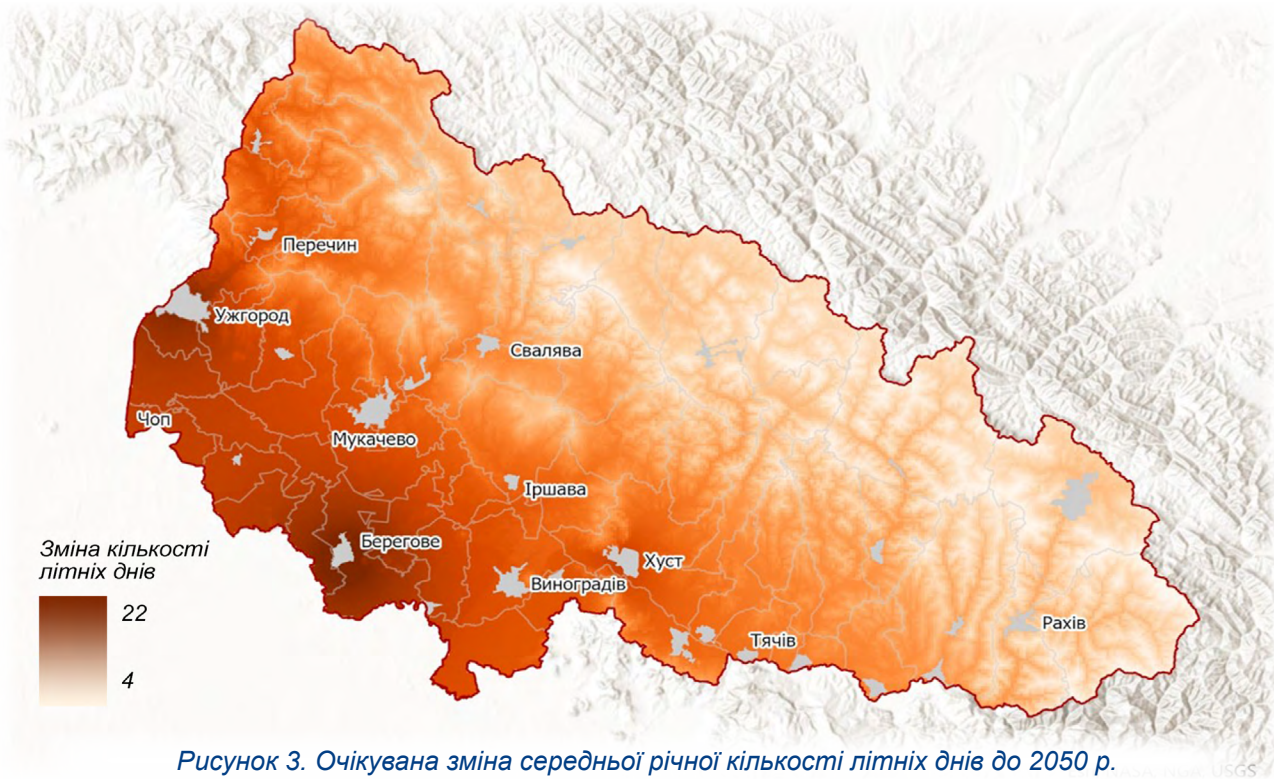 Перечин
Ужгород
Свалява
Чоп
Мукачево
Іршава
Берегове
Хуст
Виноградів
Рахів
Тячів
Зміна кількості
літніх днів
22
4
Рисунок 3. Очікувана зміна середньої річної кількості літніх днів до 2050 р.
USGS